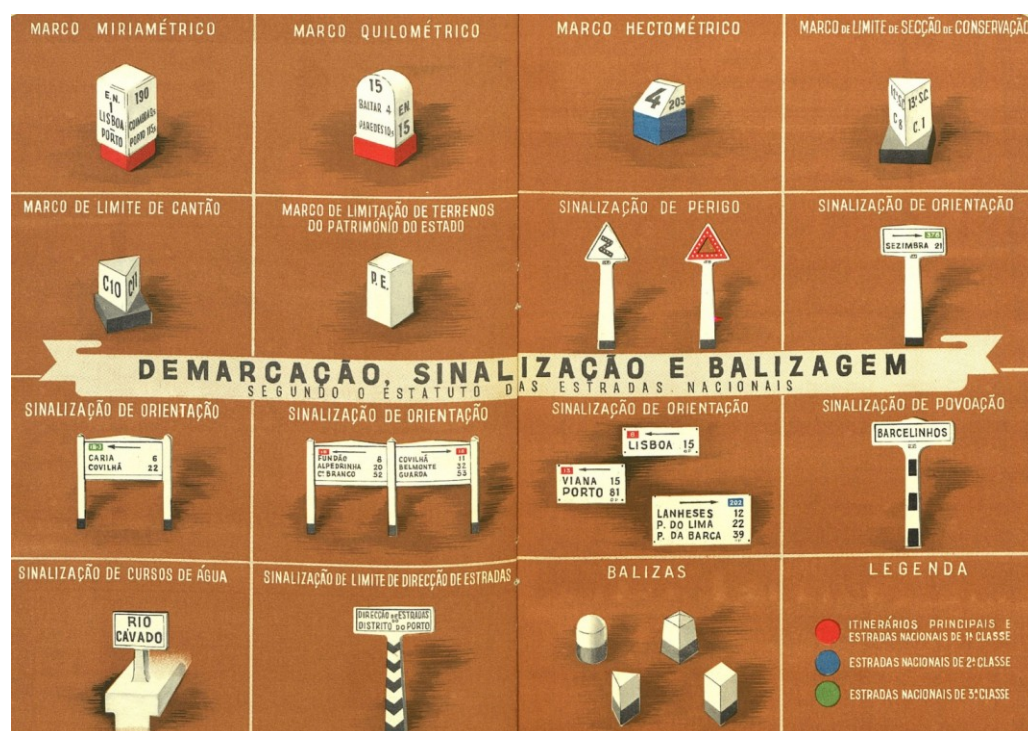 MARCO MIRIAMÉTRICO
E.N.
1
LISBOA
PORTO
190
COIMBRA
PORTO
MARCO QUILOMÉTRICO
15
BALTAR 4
PAREDES
EN
15
MARCO HECTOMÉTRICO
4
203
MARCO DE LIMITE DE SECÇÃO DE CONSERVAÇÃO
C.8
13ª S.C.
C.1
MARCO DE LIMITE DE CANTÃO
C10
C11
MARCO DE LIMITAÇÃO DE TERRENOS
DO PATRIMÓNIO DO ESTADO
P.E.
SINALIZAÇÃO DE PERIGO
SINALIZAÇÃO DE ORIENTAÇÃO
SEZIMBRA 21
DEMARCAÇÃO, SINALIZAÇÃO E BALIZAGEM
SEGUNDO O ESTATUTO DAS ESTRADAS NACIONAIS
SINALIZAÇÃO DE ORIENTAÇÃO
CARIA 6
COVILHÃ 22
SINALIZAÇÃO DE ORIENTAÇÃO
FUNDÃO 6
ALPEDRINHA 20
Cº BRANCO 52
COVILHÃ 11
BELMONTE 32
GUARDA 53
SINALIZAÇÃO DE ORIENTAÇÃO
LISBOA 15
13
VIANA 15
PORTO 81
202
LANHESES 12
P. DO LIMA 22
P. DA BARCA 39
SINALIZAÇÃO DE POVOAÇÃO
BARCELINHOS
SINALIZAÇÃO DE CURSOS DE ÁGUA
RIO
CÁVADO
SINALIZAÇÃO DE LIMITE DE DIRECÇÃO DE ESTRADAS
DIRECÇÃO DE ESTRADAS
DO
DISTRITO DO PORTO
BALIZAS
LEGENDA
ITINERÁRIOS PRINCIPAIS E
ESTRADAS NACIONAIS DE 1ª CLASSE
ESTRADAS NACIONAIS DE 2ª CLASSE
ESTRADAS NACIONAIS DE 3ª CLASSE